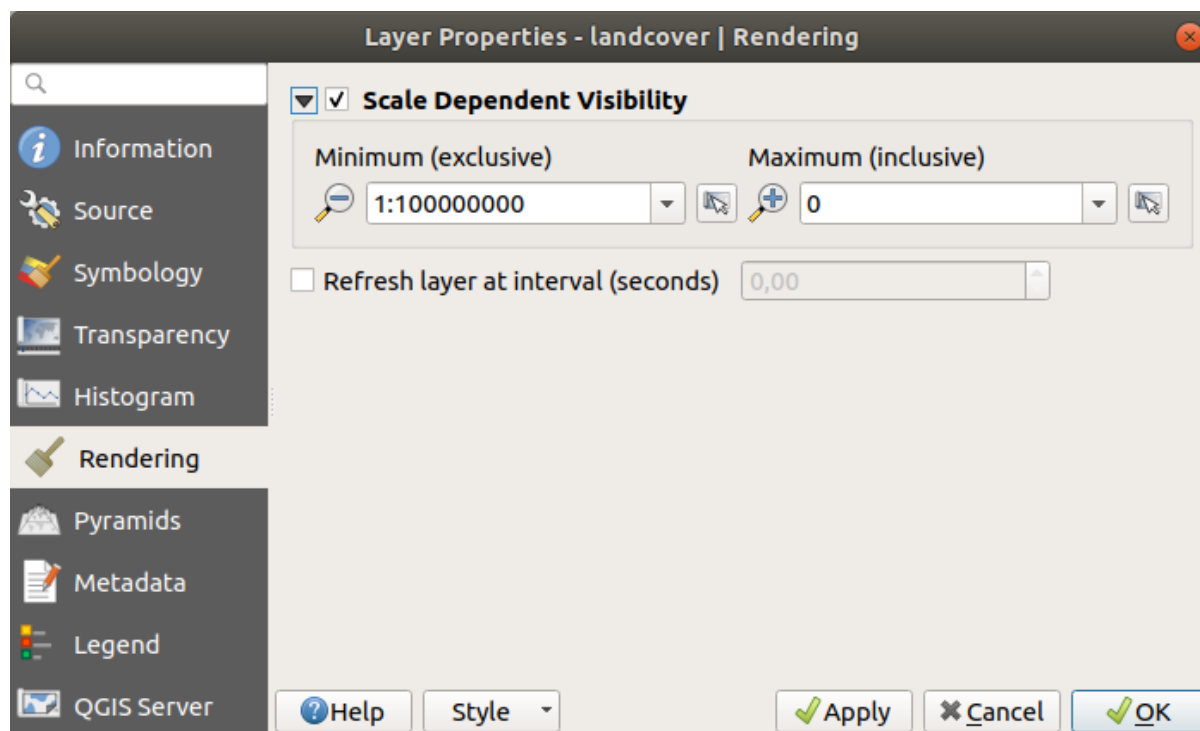 Layer Properties - landcover | Rendering
Information
Source
Symbology
Transparency
Histogram
Rendering
Pyramids
Metadata
Legend
QGIS Server
Scale Dependent Visibility
Minimum (exclusive) Maximum (inclusive)
1:100000000 0
Refresh layer at interval (seconds) 0,00
Help Style Apply Cancel OK